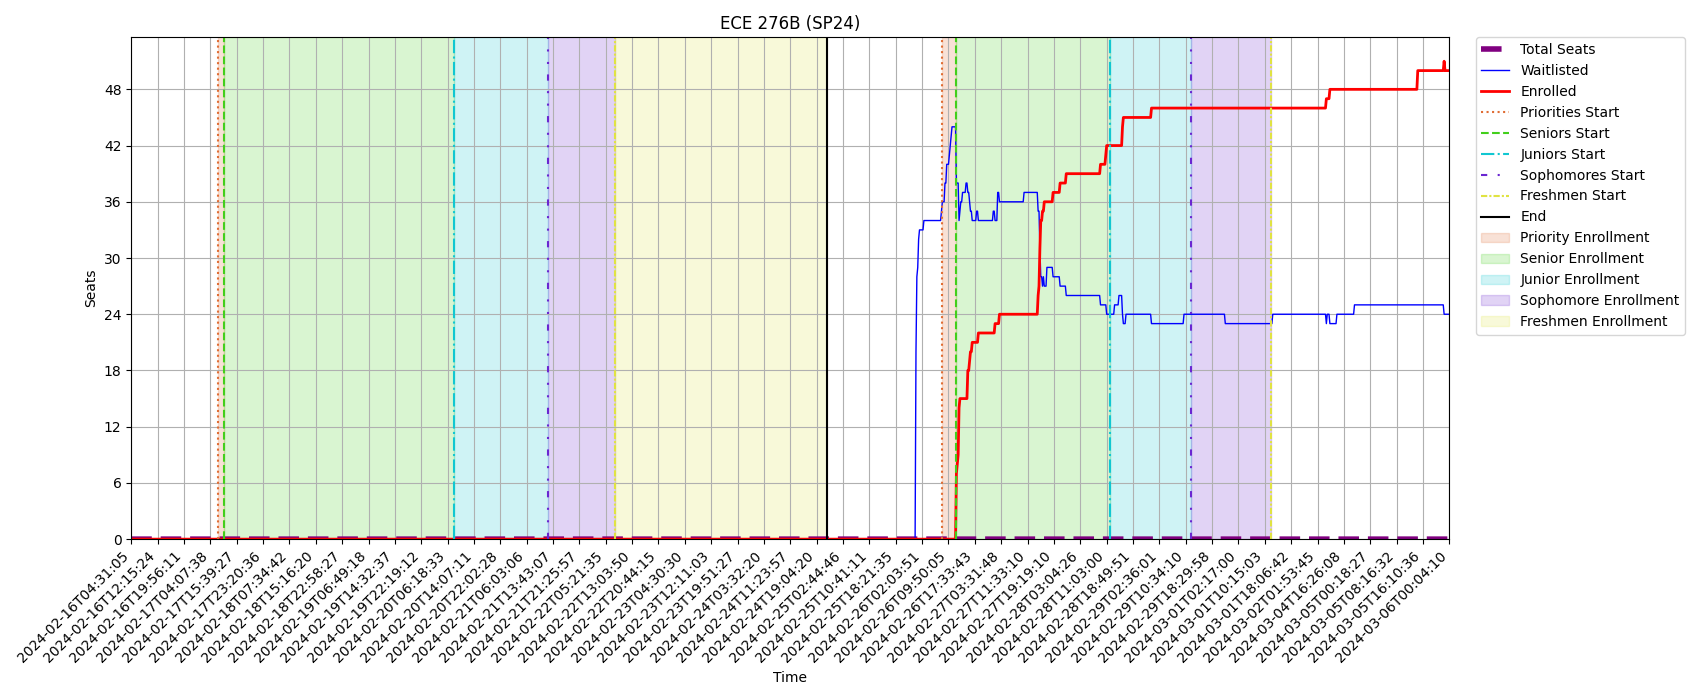 ECE 276B (SP24)
Seats
48
42
36
30
24
18
12
6
0
2024-02-16T04:31:05
2024-02-16T12:15:24
2024-02-16T19:56:11
2024-02-17T04:07:38
2024-02-17T15:39:27
2024-02-17T23:20:36
2024-02-18T07:34:42
2024-02-18T15:16:20
2024-02-18T22:58:27
2024-02-19T06:49:18
2024-02-19T14:32:37
2024-02-19T22:19:12
2024-02-20T06:18:33
2024-02-20T14:07:11
2024-02-20T22:02:28
2024-02-21T06:03:06
2024-02-21T13:43:07
2024-02-21T21:25:57
2024-02-22T05:21:35
2024-02-22T13:03:50
2024-02-22T20:44:15
2024-02-23T04:30:30
2024-02-23T12:11:03
2024-02-23T19:51:27
2024-02-24T03:32:20
2024-02-24T11:23:57
2024-02-24T19:04:20
2024-02-25T02:44:46
2024-02-25T10:41:11
2024-02-25T18:21:35
2024-02-26T02:03:51
2024-02-26T09:50:05
2024-02-26T17:33:43
2024-02-27T03:31:48
2024-02-27T11:33:10
2024-02-27T19:19:10
2024-02-28T03:04:26
2024-02-28T11:03:00
2024-02-28T18:49:51
2024-02-29T02:36:01
2024-02-29T10:34:10
2024-02-29T18:29:58
2024-03-01T02:17:00
2024-03-01T10:15:03
2024-03-01T18:06:42
2024-03-02T01:53:45
2024-03-04T16:26:08
2024-03-05T00:18:27
2024-03-05T08:16:32
2024-03-05T16:10:36
2024-03-06T00:04:10
Time
Total Seats
Waitlisted
Enrolled
Priorities Start
Seniors Start
Juniors Start
Sophomores Start
Freshmen Start
End
Priority Enrollment
Senior Enrollment
Junior Enrollment
Sophomore Enrollment
Freshmen Enrollment